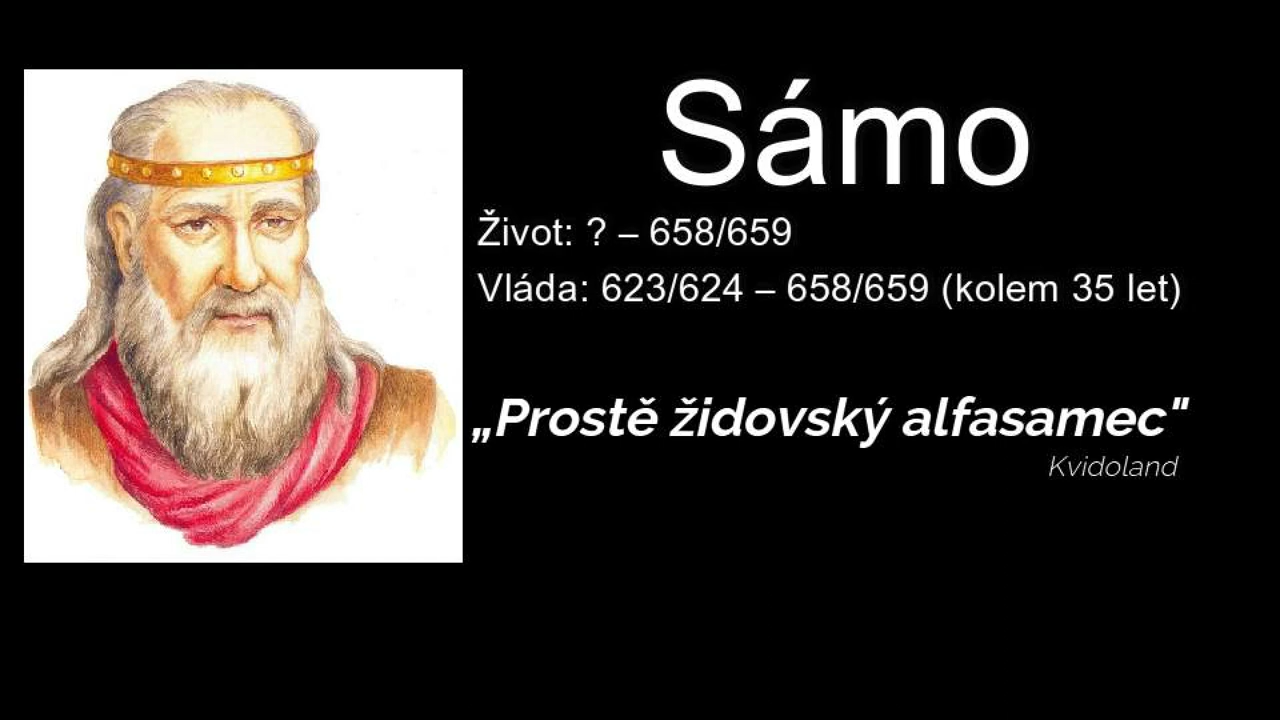 Sámo
Život: ? – 658/659
Vláda: 623/624 – 658/659 (kolem 35 let)
„Prostě židovský alfasamec"
Kvidoland